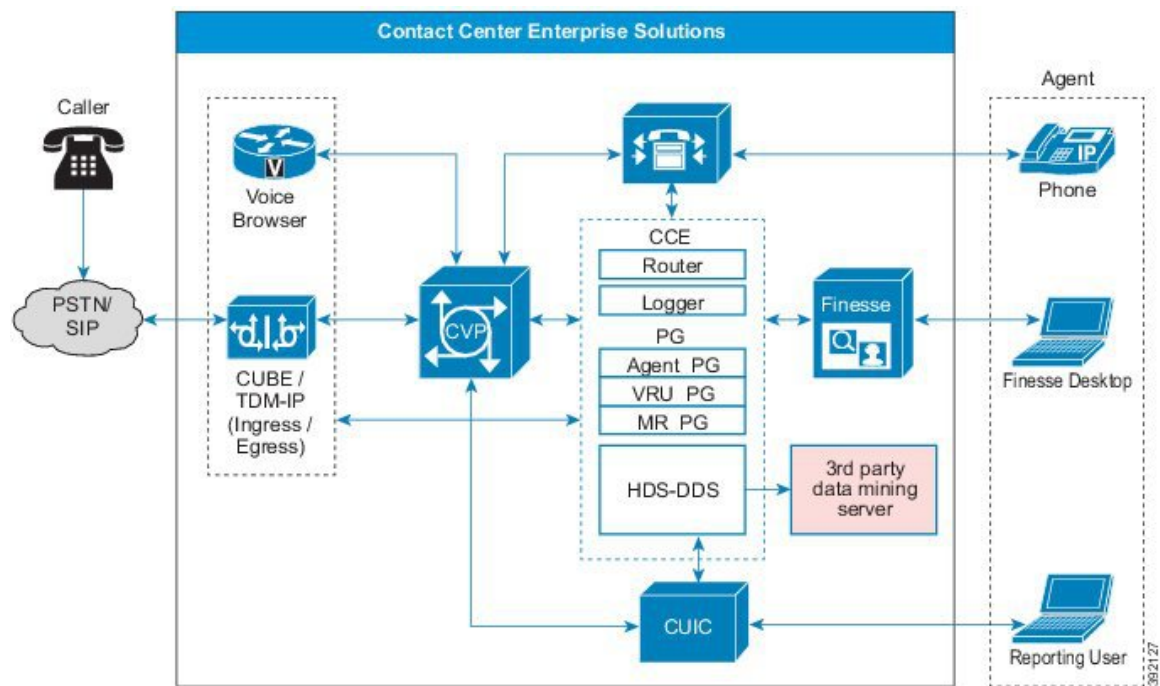 Contact Center Enterprise Solutions
Caller
Agent
V
Voice
Browser
IP
Phone
CCE
Router
Logger
PG
Agent PG
VRU PG
MR PG
HDS-DDS
PSTN/
SIP
CUBE /
TDM-IP
(Ingress /
Egress)
CVP
Finesse
Finesse Desktop
3rd party
data mining
server
CUIC
Reporting User
392127